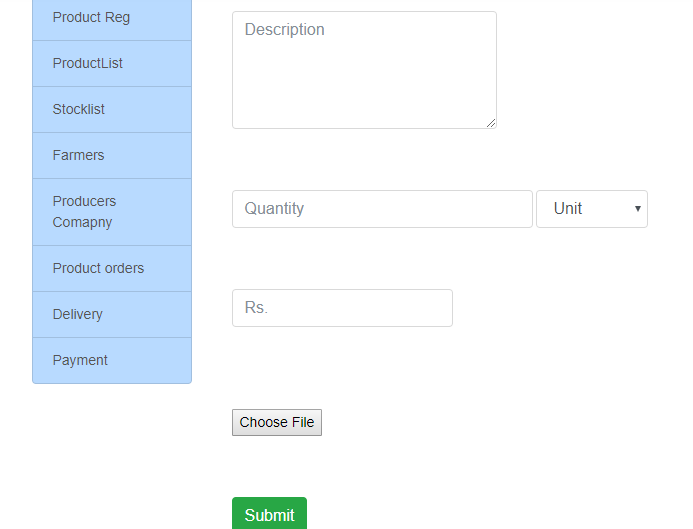 Product Reg
ProductList
Stocklist
Farmers
Producers
Comapny
Product orders
Delivery
Payment
Description
Quantity
Unit
Rs.
Choose File
Submit